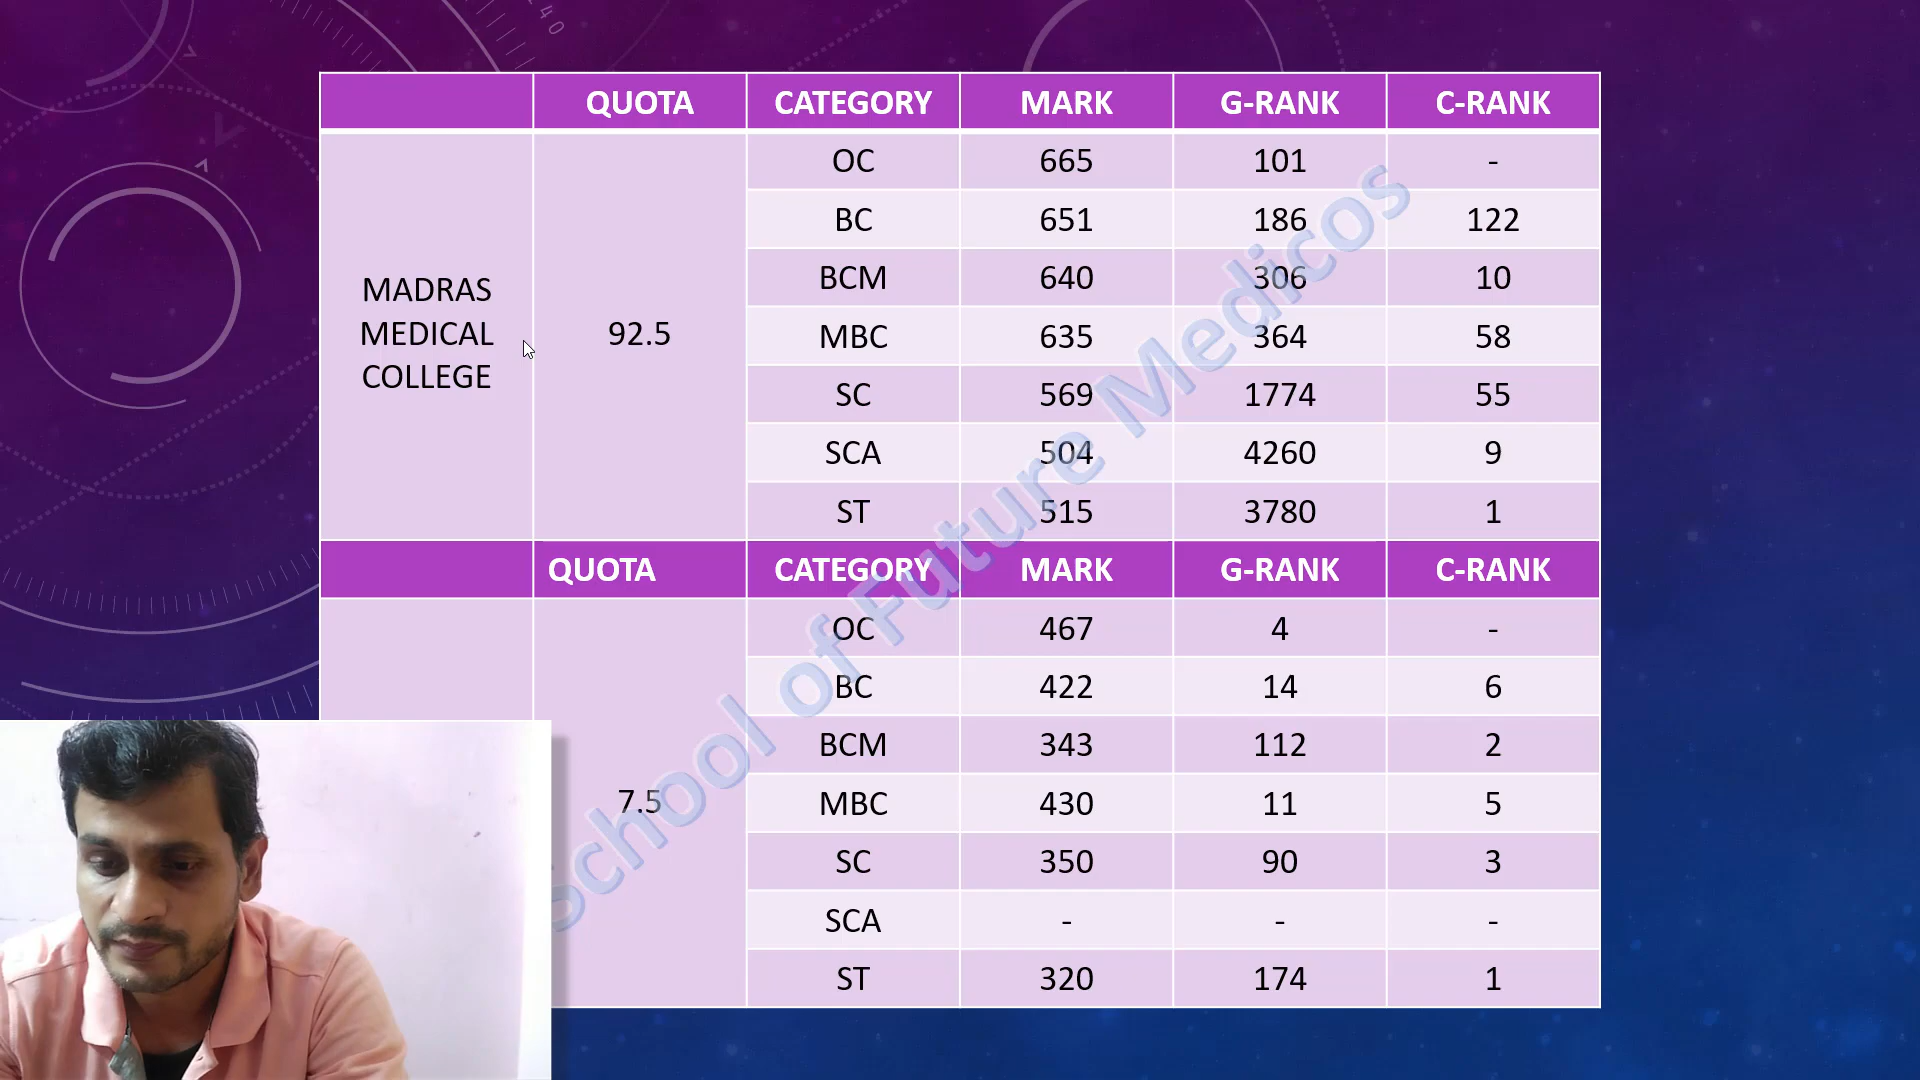 40
QUOTA CATEGORY MARK G-RANK C-RANK
MADRAS
MEDICAL
COLLEGE
92.5
OC 665 101 -
BC 651 186 122
BCM 640 306 10
MBC 635 364 58
SC 569 1774 55
SCA 504 4260 9
ST 515 3780 1
QUOTA CATEGORY MARK G-RANK C-RANK
7.5
OC 467 4 -
BC 422 14 6
BCM 343 112 2
MBC 430 11 5
SC 350 90 3
SCA - - -
ST 320 174 1
School of Future Medicos